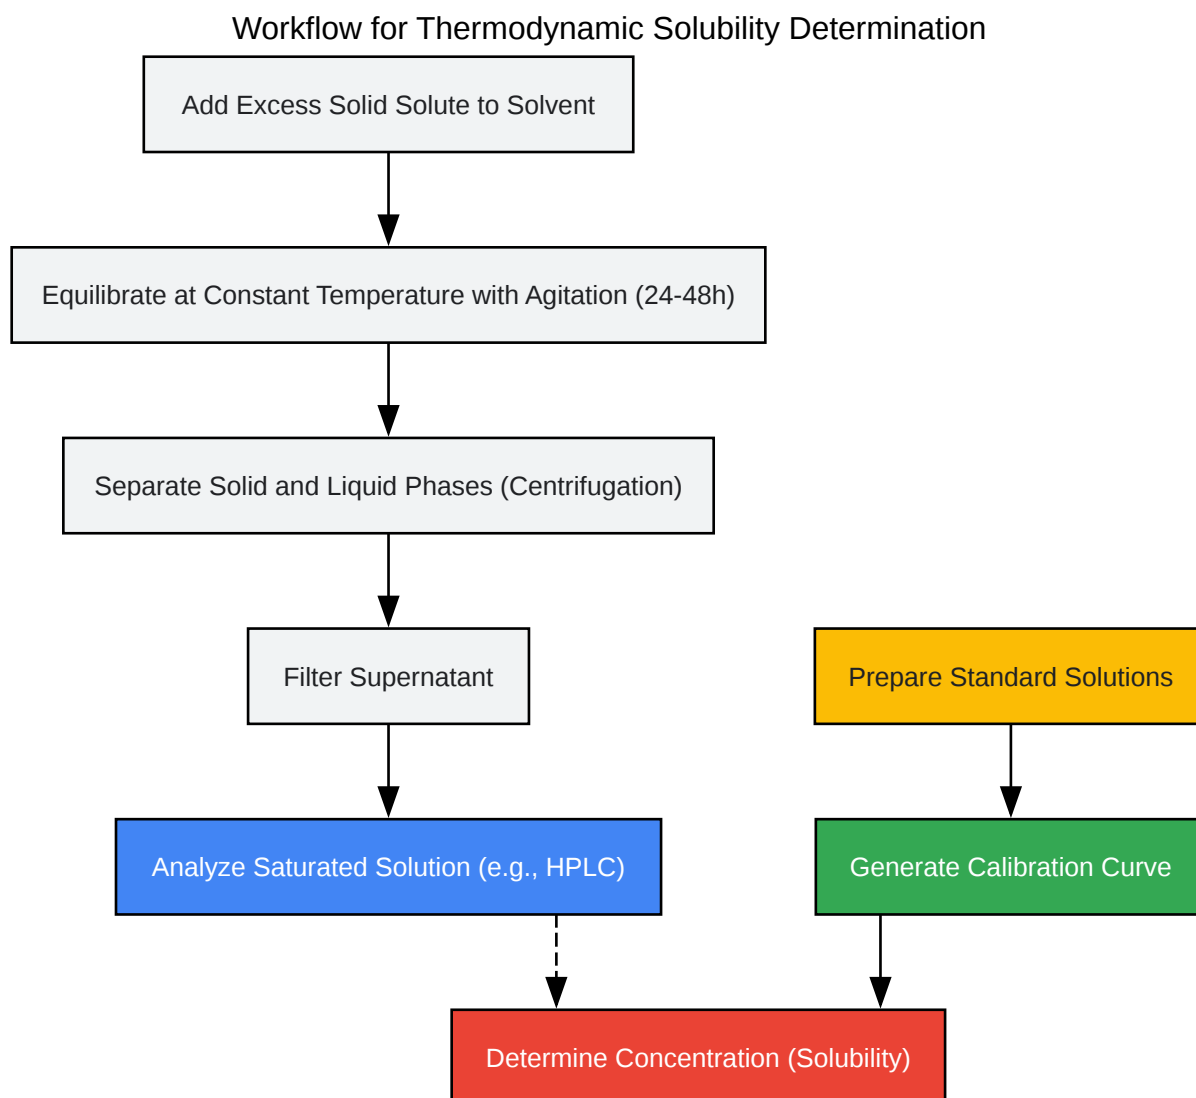 Workflow for Thermodynamic Solubility Determination
Add Excess Solid Solute to Solvent
Equilibrate at Constant Temperature with Agitation (24-48h)
Separate Solid and Liquid Phases (Centrifugation)
Filter Supernatant
Prepare Standard Solutions
Analyze Saturated Solution (e.g., HPLC)
Generate Calibration Curve
Determine Concentration (Solubility)